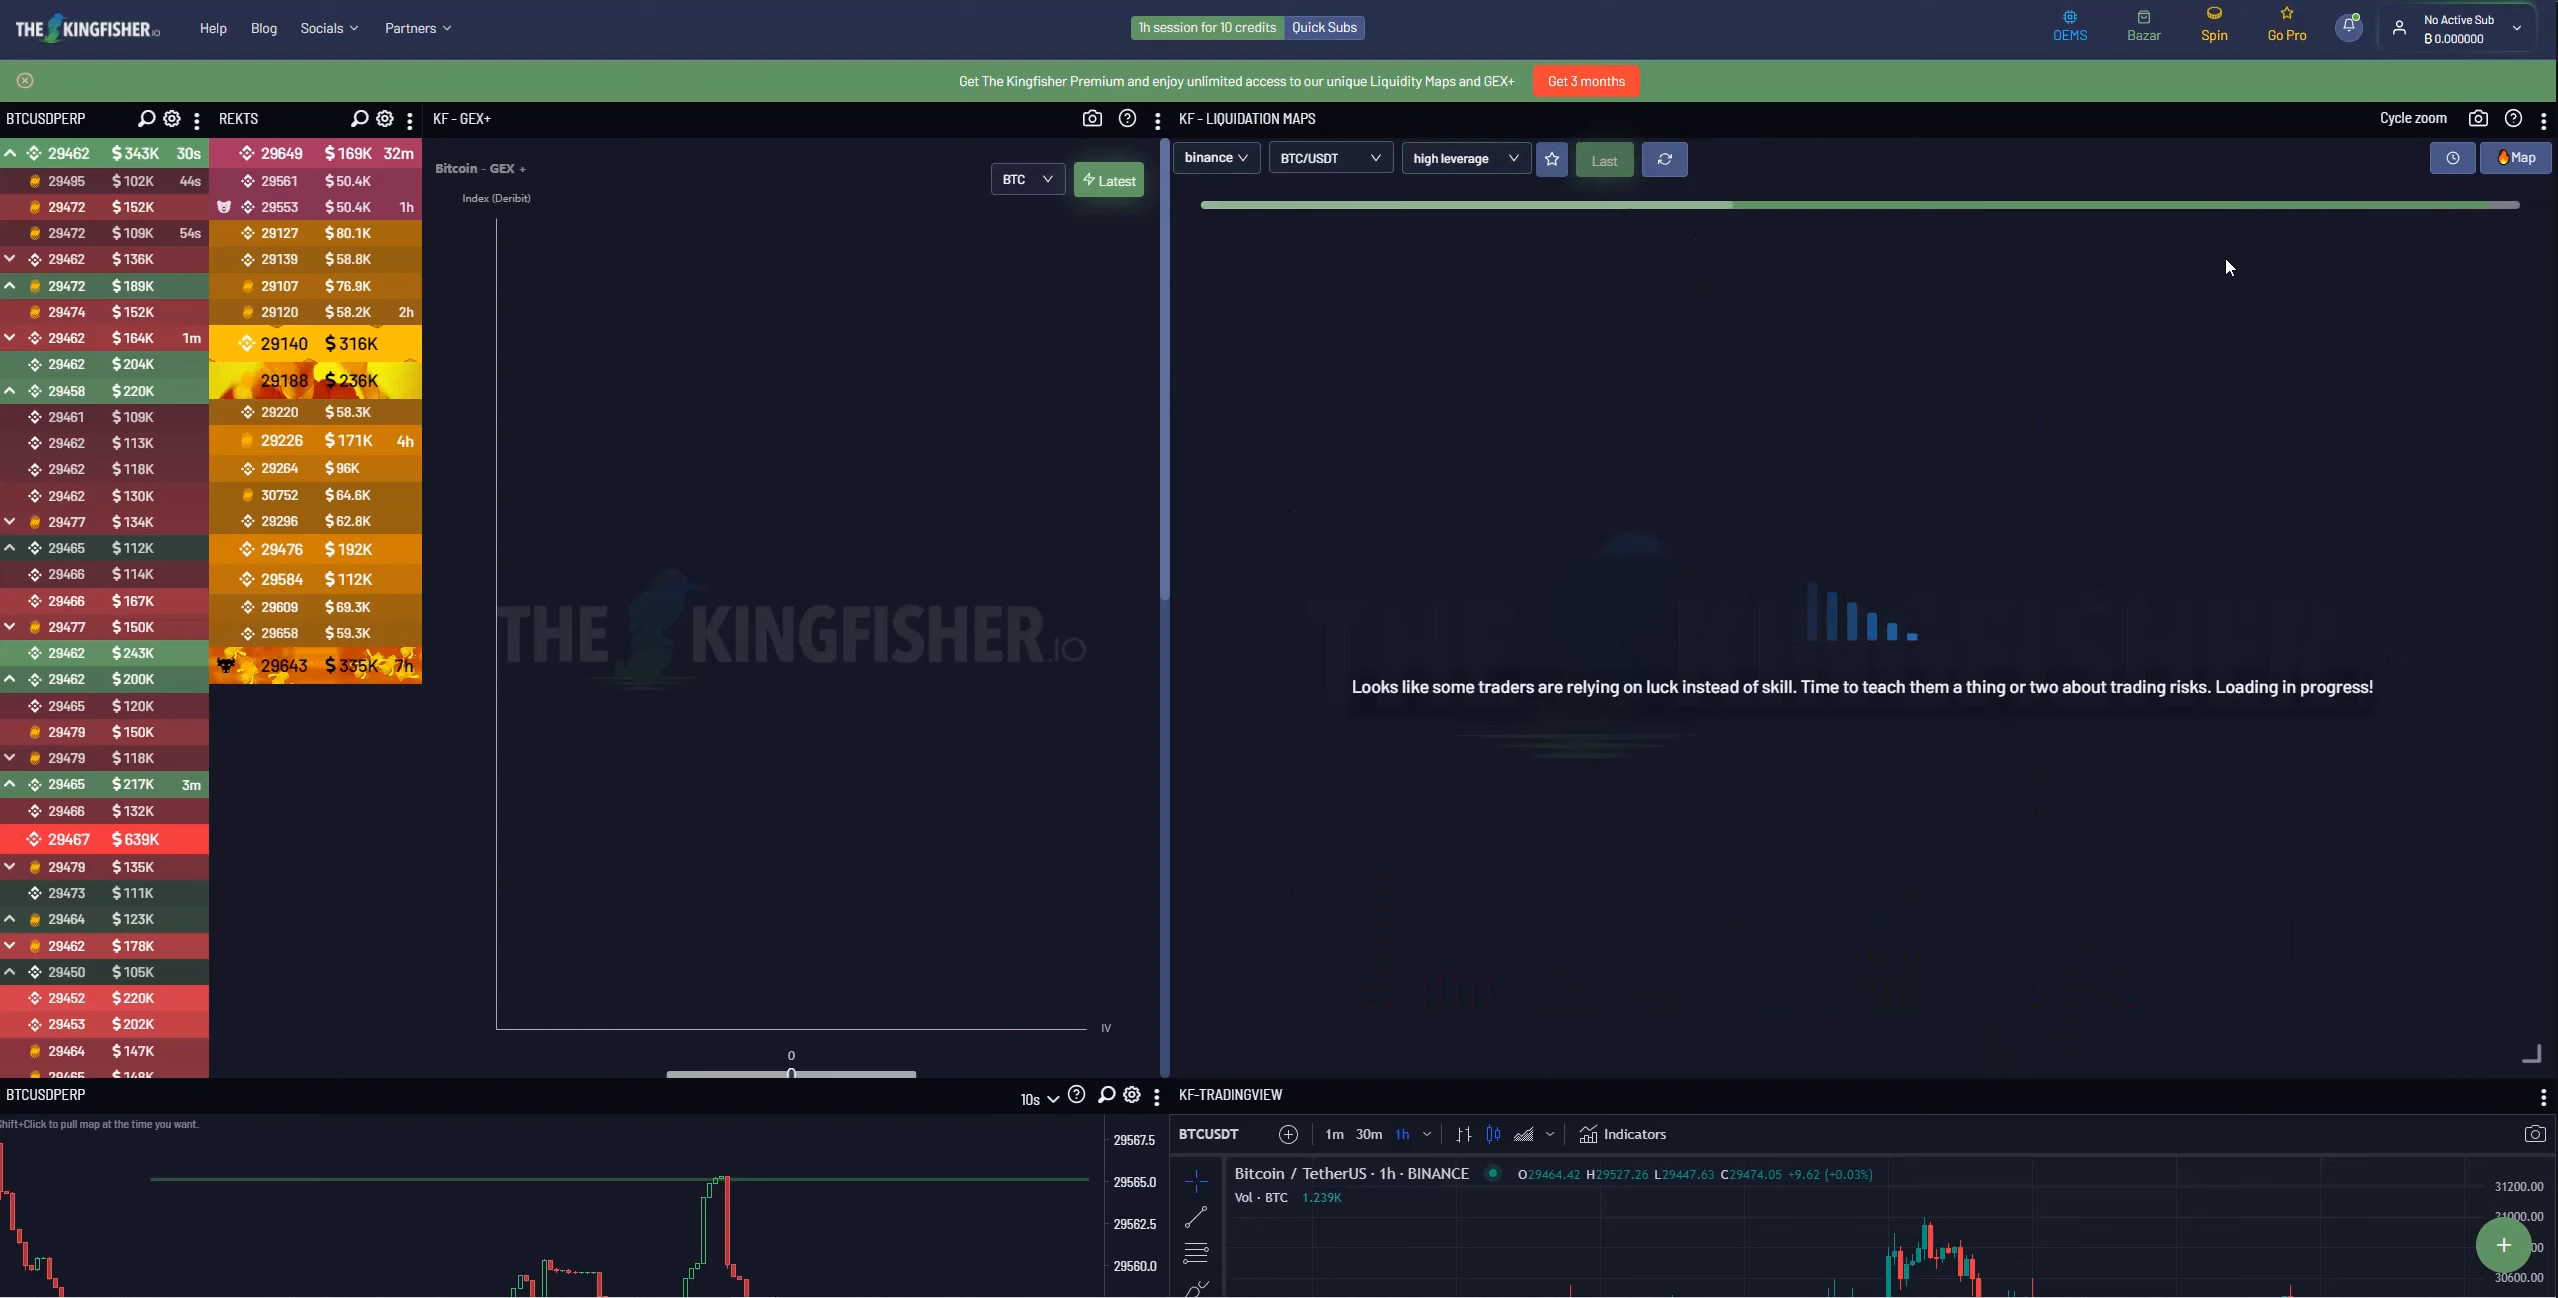 THE KINGFISHER.IO
Help Blog Socials Partners
1h session for 10 credits Quick Subs
OEMS Bazar Spin Go Pro
No Active Sub
₿ 0.000000
Get The Kingfisher Premium and enjoy unlimited access to our unique Liquidity Maps and GEX+ Get 3 months
BTCUSDPERP
29462 $343K 30s
29495 $102K 44s
29472 $152K
29472 $109K 54s
29462 $136K
29472 $189K
29474 $152K
29462 $164K 1m
29462 $204K
29458 $220K
29461 $109K
29462 $113K
29462 $118K
29462 $130K
29477 $134K
29465 $112K
29466 $114K
29466 $167K
29477 $150K
29462 $243K
29462 $200K
29465 $120K
29479 $150K
29479 $118K
29465 $217K 3m
29466 $132K
29467 $639K
29479 $135K
29473 $111K
29464 $123K
29462 $178K
29450 $105K
29452 $220K
29453 $202K
29464 $147K
29465 $148K
REKTS
29649 $169K 32m
29561 $50.4K
29553 $50.4K 1h
29127 $80.1K
29139 $58.8K
29107 $76.9K
29120 $58.2K 2h
29140 $316K
29188 $236K
29220 $58.3K
29226 $171K 4h
29264 $96K
30752 $64.6K
29296 $62.8K
29476 $192K
29584 $112K
29609 $69.3K
29658 $59.3K
29643 $335K 7h
KF - GEX+
Bitcoin - GEX +
BTC Latest
Index (Deribit)
THE KINGFISHER.IO
IV
0
KF - LIQUIDATION MAPS
Cycle zoom
binance BTC/USDT high leverage Last
Map
Looks like some traders are relying on luck instead of skill. Time to teach them a thing or two about trading risks. Loading in progress!
BTCUSDPERP
10s
Shift+Click to pull map at the time you want.
29567.5
29565.0
29562.5
29560.0
KF-TRADINGVIEW
BTCUSDT 1m 30m 1h Indicators
Bitcoin / TetherUS · 1h · BINANCE O29464.42 H29527.26 L29447.63 C29474.05 +9.62 (+0.03%)
Vol · BTC 1.239K
31200.00
31000.00
30600.00